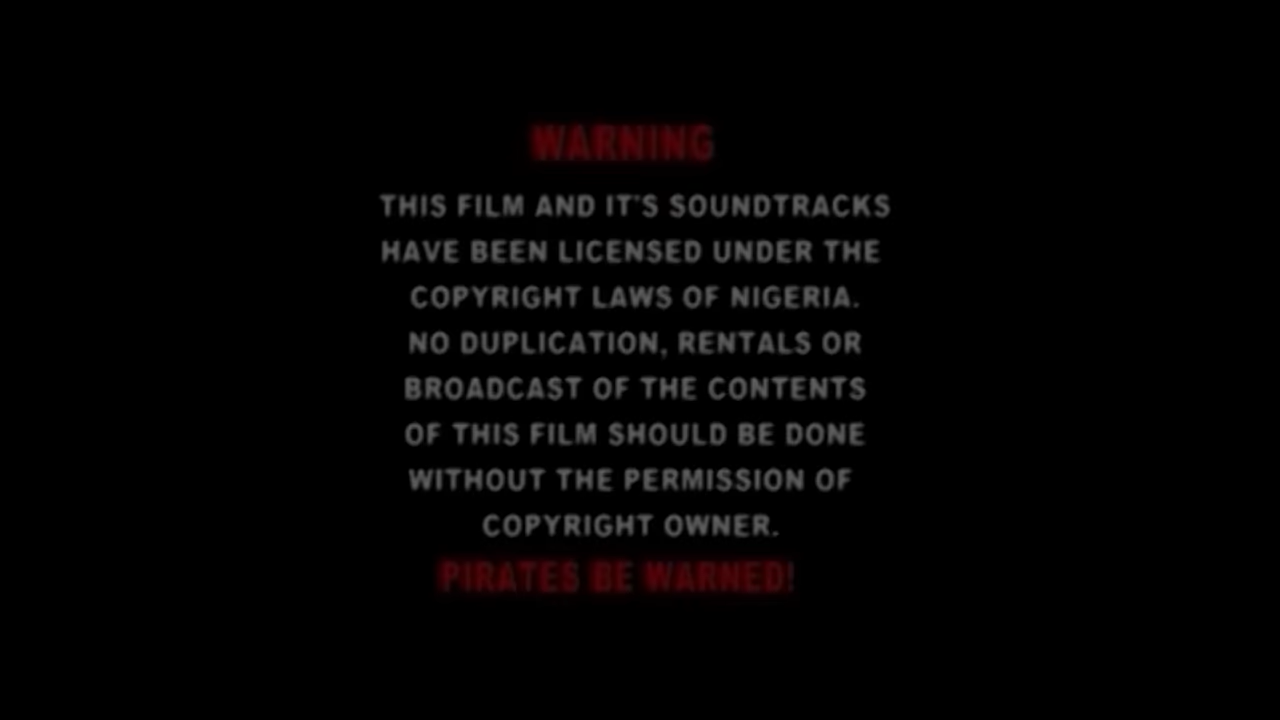 WARNING
THIS FILM AND IT'S SOUNDTRACKS
HAVE BEEN LICENSED UNDER THE
COPYRIGHT LAWS OF NIGERIA.
NO DUPLICATION, RENTALS OR
BROADCAST OF THE CONTENTS
OF THIS FILM SHOULD BE DONE
WITHOUT THE PERMISSION OF
COPYRIGHT OWNER.
PIRATES BE WARNED!